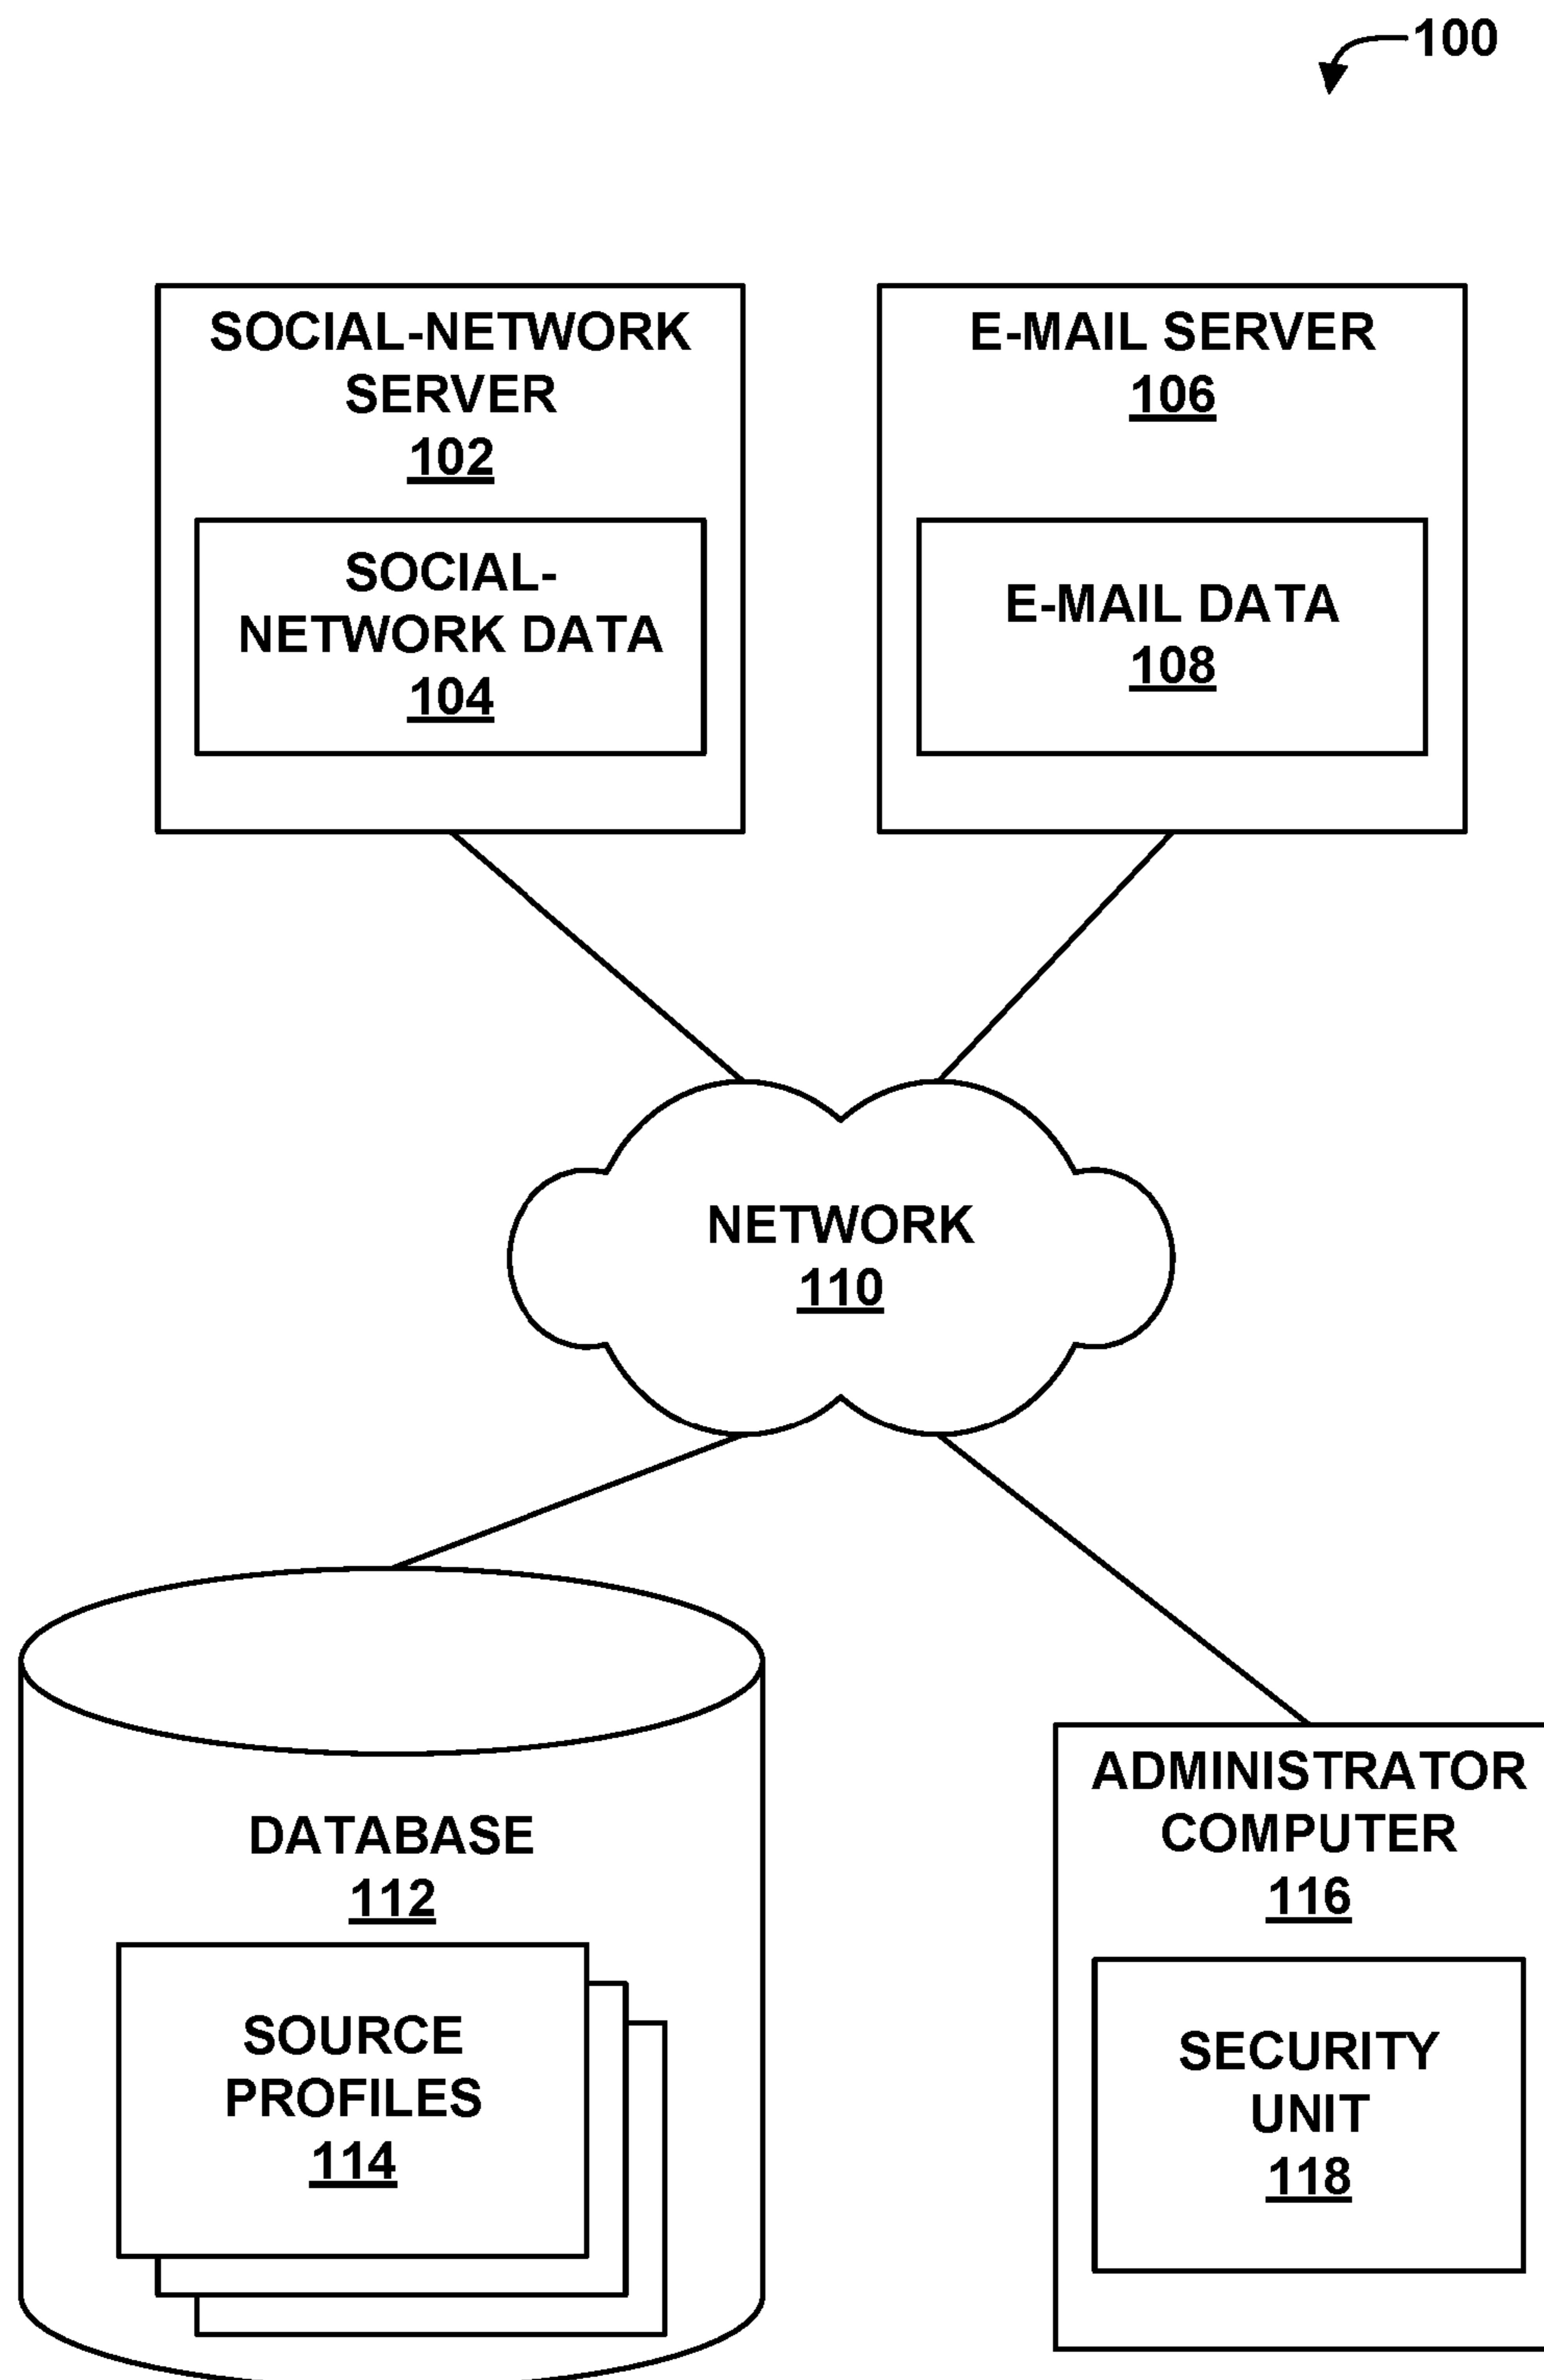 100
SOCIAL-NETWORK
SERVER
102
SOCIAL-
NETWORK DATA
104
E-MAIL SERVER
106
E-MAIL DATA
108
NETWORK
110
DATABASE
112
SOURCE
PROFILES
114
ADMINISTRATOR
COMPUTER
116
SECURITY
UNIT
118